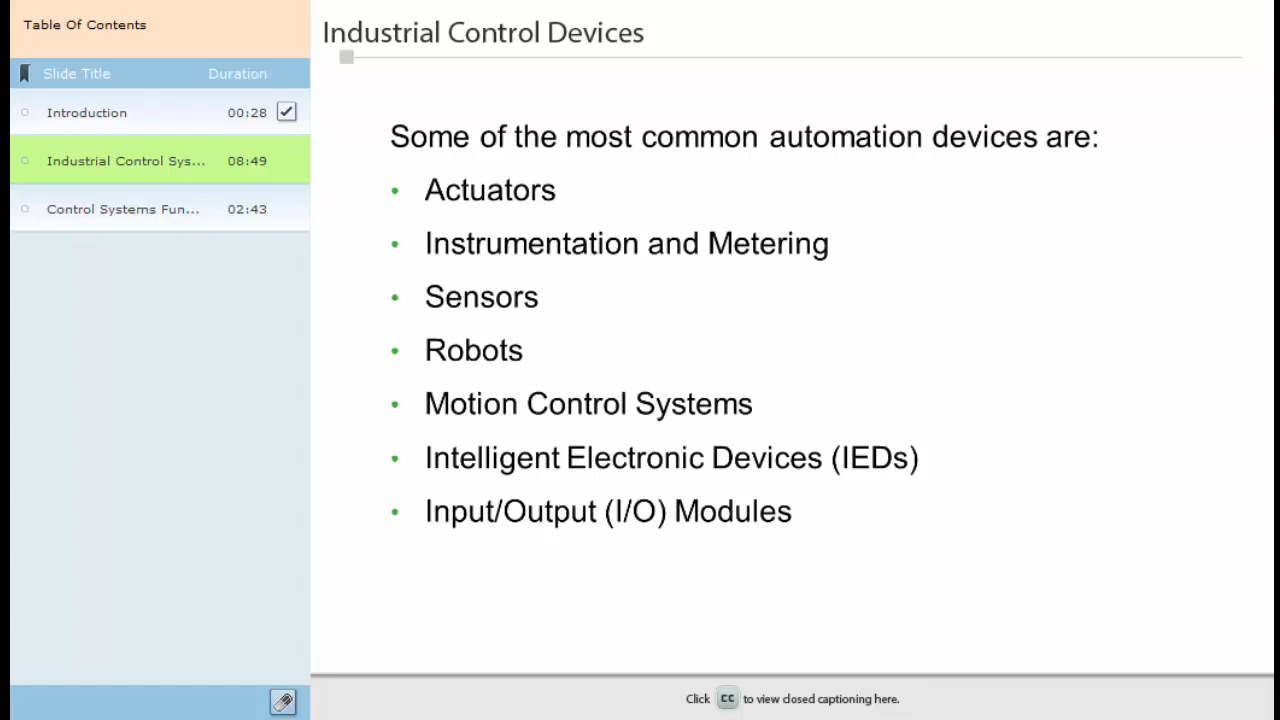 Table Of Contents
Slide Title Duration
Introduction 00:28
Industrial Control Sys... 08:49
Control Systems Fun... 02:43
Industrial Control Devices
Some of the most common automation devices are:
• Actuators
• Instrumentation and Metering
• Sensors
• Robots
• Motion Control Systems
• Intelligent Electronic Devices (IEDs)
• Input/Output (I/O) Modules
Click CC to view closed captioning here.